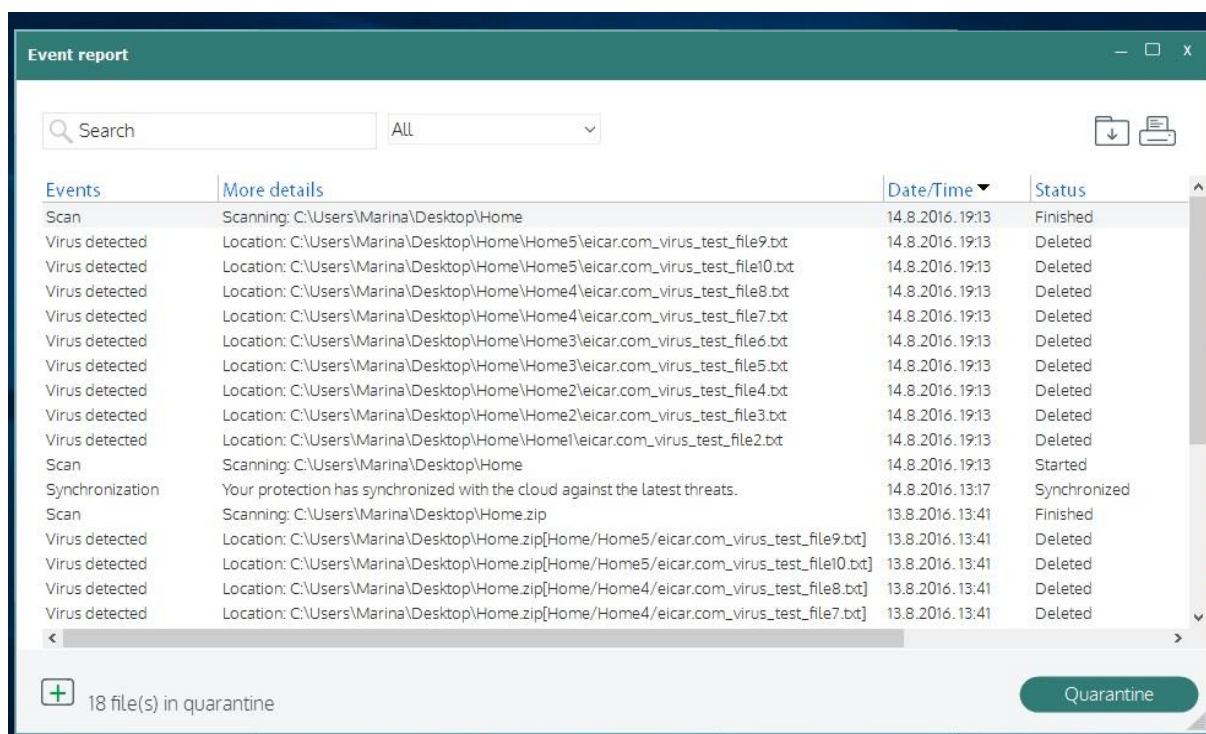 Event report
Search All
Events More details Date/Time Status
Scan Scanning: C:\Users\Marina\Desktop\Home 14.8.2016. 19:13 Finished
Virus detected Location: C:\Users\Marina\Desktop\Home\Home5\eicar.com_virus_test_file9.txt 14.8.2016. 19:13 Deleted
Virus detected Location: C:\Users\Marina\Desktop\Home\Home5\eicar.com_virus_test_file10.txt 14.8.2016. 19:13 Deleted
Virus detected Location: C:\Users\Marina\Desktop\Home\Home4\eicar.com_virus_test_file8.txt 14.8.2016. 19:13 Deleted
Virus detected Location: C:\Users\Marina\Desktop\Home\Home4\eicar.com_virus_test_file7.txt 14.8.2016. 19:13 Deleted
Virus detected Location: C:\Users\Marina\Desktop\Home\Home3\eicar.com_virus_test_file6.txt 14.8.2016. 19:13 Deleted
Virus detected Location: C:\Users\Marina\Desktop\Home\Home3\eicar.com_virus_test_file5.txt 14.8.2016. 19:13 Deleted
Virus detected Location: C:\Users\Marina\Desktop\Home\Home2\eicar.com_virus_test_file4.txt 14.8.2016. 19:13 Deleted
Virus detected Location: C:\Users\Marina\Desktop\Home\Home2\eicar.com_virus_test_file3.txt 14.8.2016. 19:13 Deleted
Virus detected Location: C:\Users\Marina\Desktop\Home\Home1\eicar.com_virus_test_file2.txt 14.8.2016. 19:13 Deleted
Scan Scanning: C:\Users\Marina\Desktop\Home 14.8.2016. 19:13 Started
Synchronization Your protection has synchronized with the cloud against the latest threats. 14.8.2016. 13:17 Synchronized
Scan Scanning: C:\Users\Marina\Desktop\Home.zip 13.8.2016. 13:41 Finished
Virus detected Location: C:\Users\Marina\Desktop\Home.zip[Home/Home5/eicar.com_virus_test_file9.txt] 13.8.2016. 13:41 Deleted
Virus detected Location: C:\Users\Marina\Desktop\Home.zip[Home/Home5/eicar.com_virus_test_file10.txt] 13.8.2016. 13:41 Deleted
Virus detected Location: C:\Users\Marina\Desktop\Home.zip[Home/Home4/eicar.com_virus_test_file8.txt] 13.8.2016. 13:41 Deleted
Virus detected Location: C:\Users\Marina\Desktop\Home.zip[Home/Home4/eicar.com_virus_test_file7.txt] 13.8.2016. 13:41 Deleted
18 file(s) in quarantine Quarantine